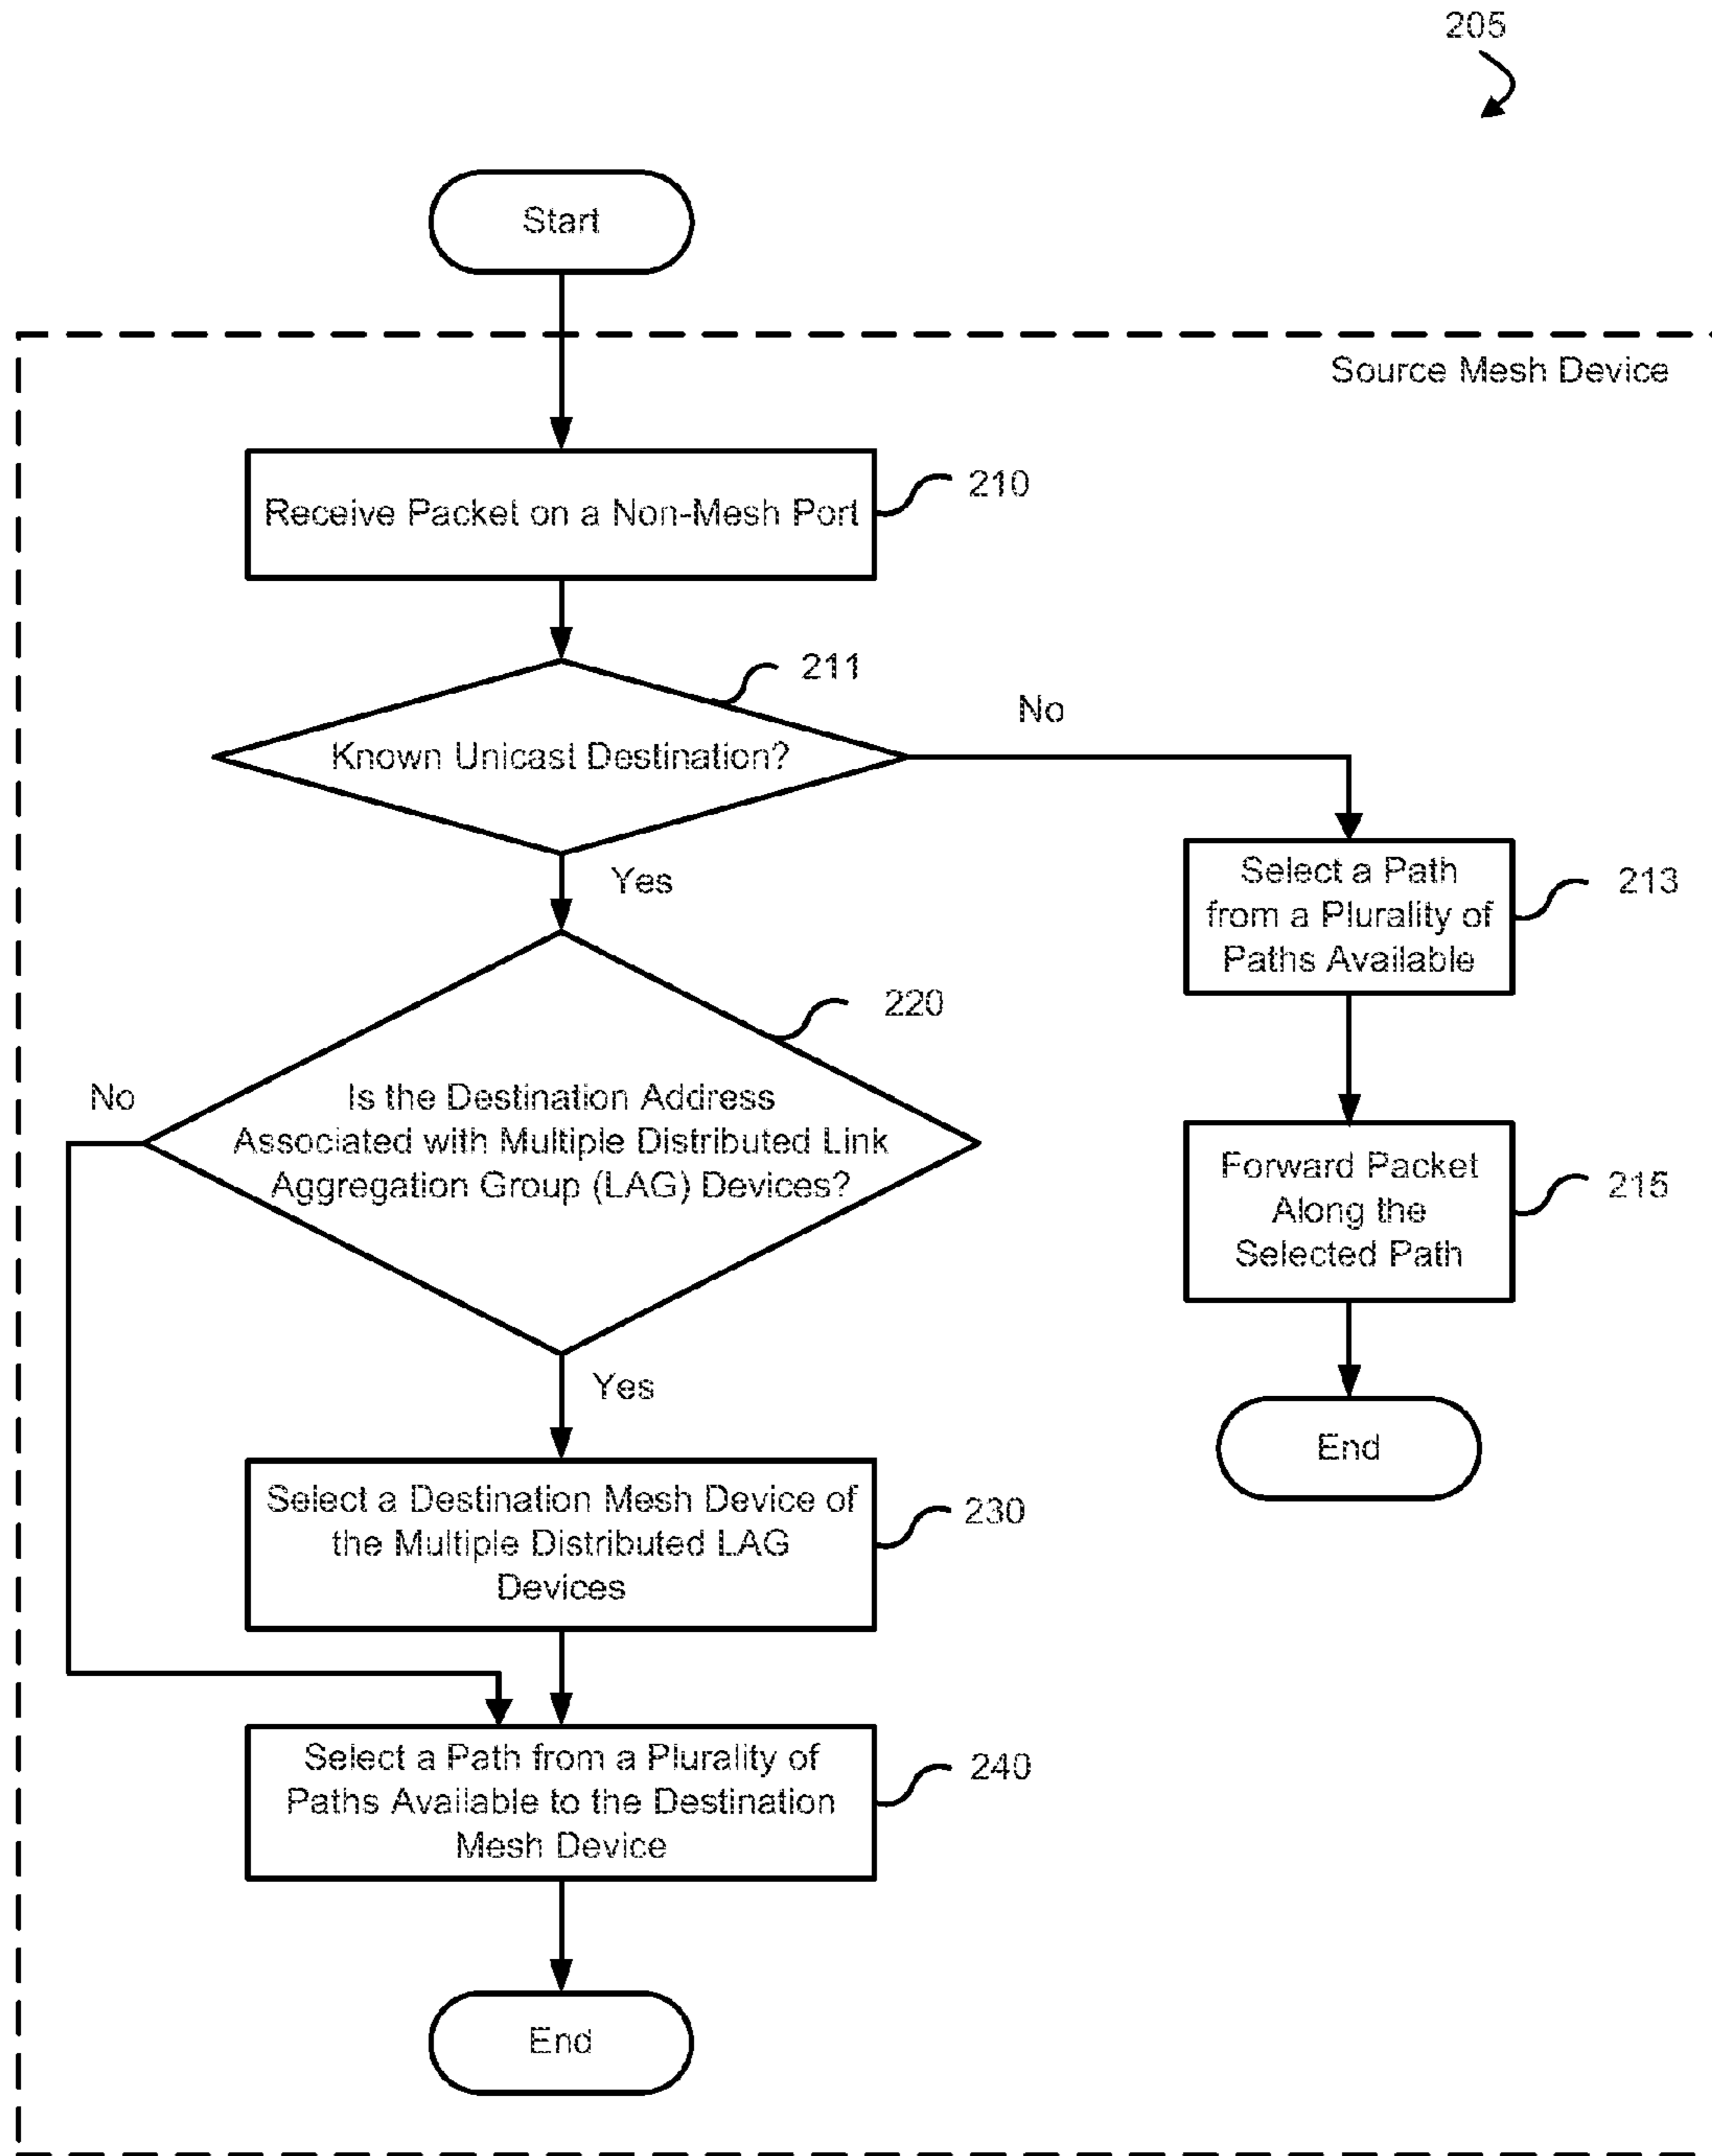 205
Start
Source Mesh Device
Receive Packet on a Non-Mesh Port
210
211
Known Unicast Destination?
No
Yes
Select a Path
from a Plurality of
Paths Available
213
220
No
Is the Destination Address
Associated with Multiple Distributed Link
Aggregation Group (LAG) Devices?
Forward Packet
Along the
Selected Path
215
Yes
End
Select a Destination Mesh Device of
the Multiple Distributed LAG
Devices
230
Select a Path from a Plurality of
Paths Available to the Destination
Mesh Device
240
End